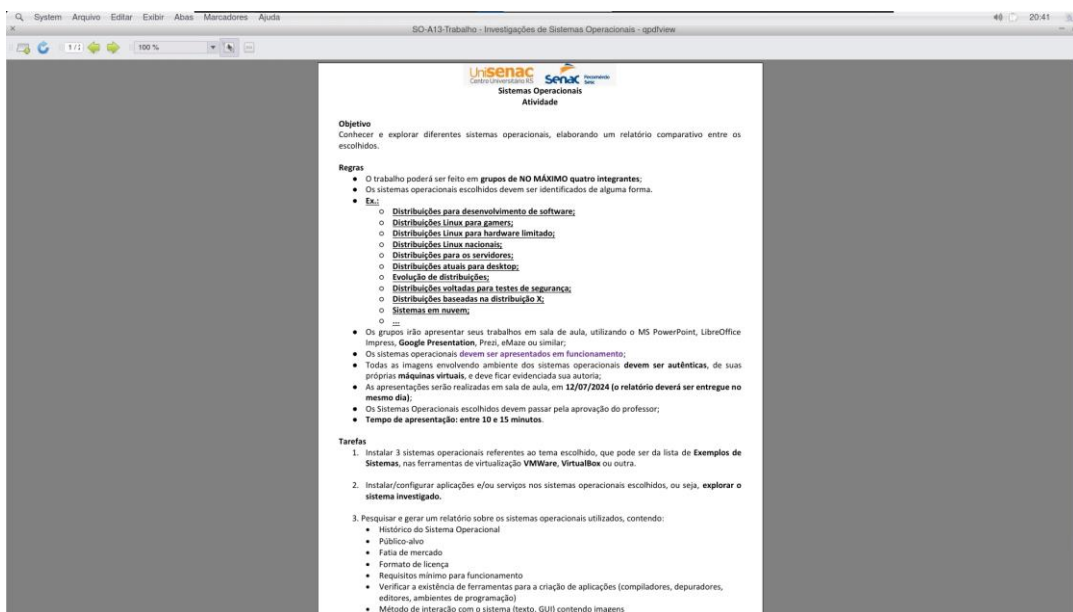 System Arquivo Editar Exibir Abas Marcadores Ajuda
20:41
SO-A13-Trabalho - Investigações de Sistemas Operacionais - qpdfview
100 %
UniSenac
Centro Universitário RS
Senac
Sistemas Operacionais
Atividade
Objetivo
Conhecer e explorar diferentes sistemas operacionais, elaborando um relatório comparativo entre os
escolhidos.
Regras
● O trabalho poderá ser feito em grupos de NO MÁXIMO quatro integrantes;
● Os sistemas operacionais escolhidos devem ser identificados de alguma forma.
● Ex.:
○ Distribuições para desenvolvimento de software;
○ Distribuições Linux para gamers;
○ Distribuições Linux para hardware limitado;
○ Distribuições Linux nacionais;
○ Distribuições para os servidores;
○ Distribuições atuais para desktop;
○ Evolução de distribuições;
○ Distribuições voltadas para testes de segurança;
○ Distribuições baseadas na distribuição X;
○ Sistemas em nuvem;
○ ...
● Os grupos irão apresentar seus trabalhos em sala de aula, utilizando o MS PowerPoint, LibreOffice
Impress, Google Presentation, Prezi, eMaze ou similar;
● Os sistemas operacionais devem ser apresentados em funcionamento;
● Todas as imagens envolvendo ambiente dos sistemas operacionais devem ser autênticas, de suas
próprias máquinas virtuais, e deve ficar evidenciada sua autoria;
● As apresentações serão realizadas em sala de aula, em 12/07/2024 (o relatório deverá ser entregue no
mesmo dia);
● Os Sistemas Operacionais escolhidos devem passar pela aprovação do professor;
● Tempo de apresentação: entre 10 e 15 minutos.
Tarefas
1. Instalar 3 sistemas operacionais referentes ao tema escolhido, que pode ser da lista de Exemplos de
Sistemas, nas ferramentas de virtualização VMWare, VirtualBox ou outra.
2. Instalar/configurar aplicações e/ou serviços nos sistemas operacionais escolhidos, ou seja, explorar o
sistema investigado.
3. Pesquisar e gerar um relatório sobre os sistemas operacionais utilizados, contendo:
● Histórico do Sistema Operacional
● Público-alvo
● Fatia de mercado
● Formato de licença
● Requisitos mínimo para funcionamento
● Verificar a existência de ferramentas para a criação de aplicações (compiladores, depuradores,
editores, ambientes de programação)
● Método de interação com o sistema (texto, GUI) contendo imagens